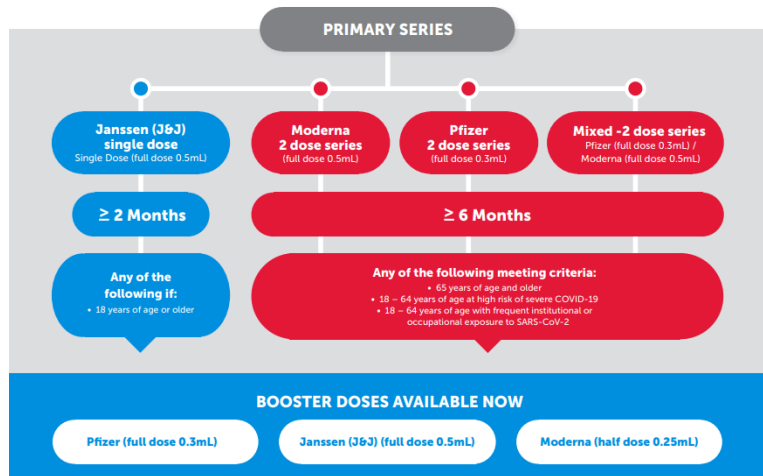 PRIMARY SERIES
Janssen (J&J)
single dose
Single Dose (full dose 0.5mL)
Moderna
2 dose series
(full dose 0.5mL)
Pfizer
2 dose series
(full dose 0.3mL)
Mixed -2 dose series
Pfizer (full dose 0.3mL) /
Moderna (full dose 0.5mL)
≥ 2 Months
≥ 6 Months
Any of the
following if:
• 18 years of age or older
Any of the following meeting criteria:
• 65 years of age and older
• 18 – 64 years of age at high risk of severe COVID-19
• 18 – 64 years of age with frequent institutional or
occupational exposure to SARS-CoV-2
BOOSTER DOSES AVAILABLE NOW
Pfizer (full dose 0.3mL)
Janssen (J&J) (full dose 0.5mL)
Moderna (half dose 0.25mL)